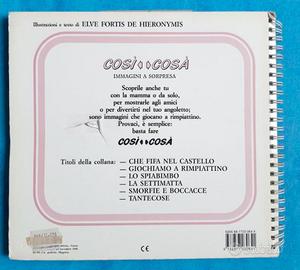 Illustrazioni e testo di ELVE FORTIS DE HIERONYMIS
COSÌ COSÀ
IMMAGINI A SORPRESA
Scoprile anche tu
con la mamma o da solo,
per mostrarle agli amici
o per divertirti nel tuo angolo:
sono immagini che giocano a rimpiattino.
Provaci, è semplice:
basta fare
COSÌ COSÀ
Titoli della collana:
— CHE FIFA NEL CASTELLO
— GIOCHIAMO A RIMPIATTINO
— LO SPIABIMBO
— LA SETTIMATTA
— SMORFIE E BOCCACCE
— TANTECOSE
CE